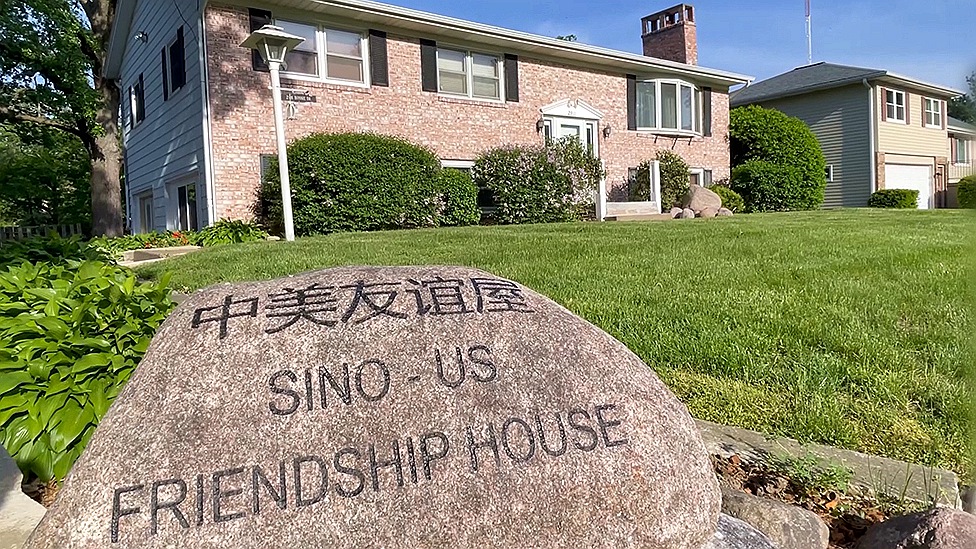 中美友谊屋
SINO - US
FRIENDSHIP HOUSE